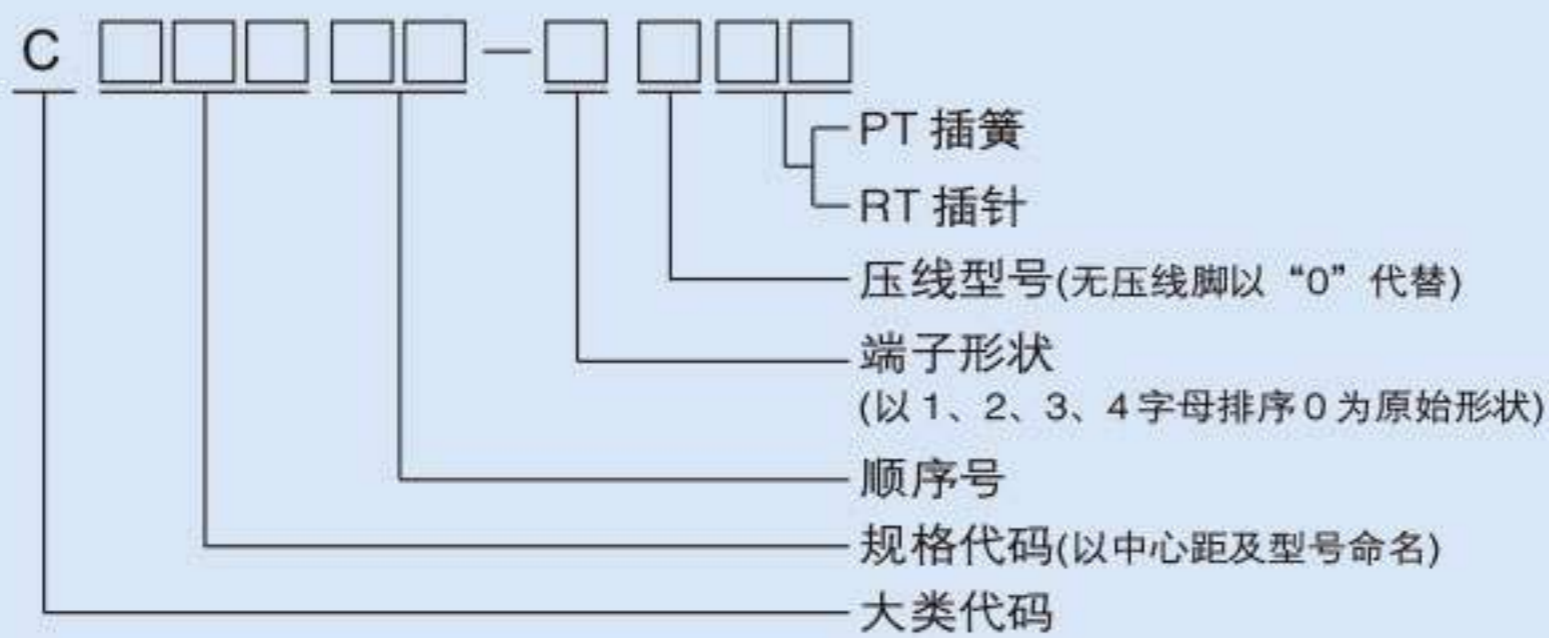 C □□□ □□ — □ □ □□
PT 插簧
RT 插针
压线型号(无压线脚以“0”代替)
端子形状
(以 1、2、3、4 字母排序 0 为原始形状)
顺序号
规格代码(以中心距及型号命名)
大类代码